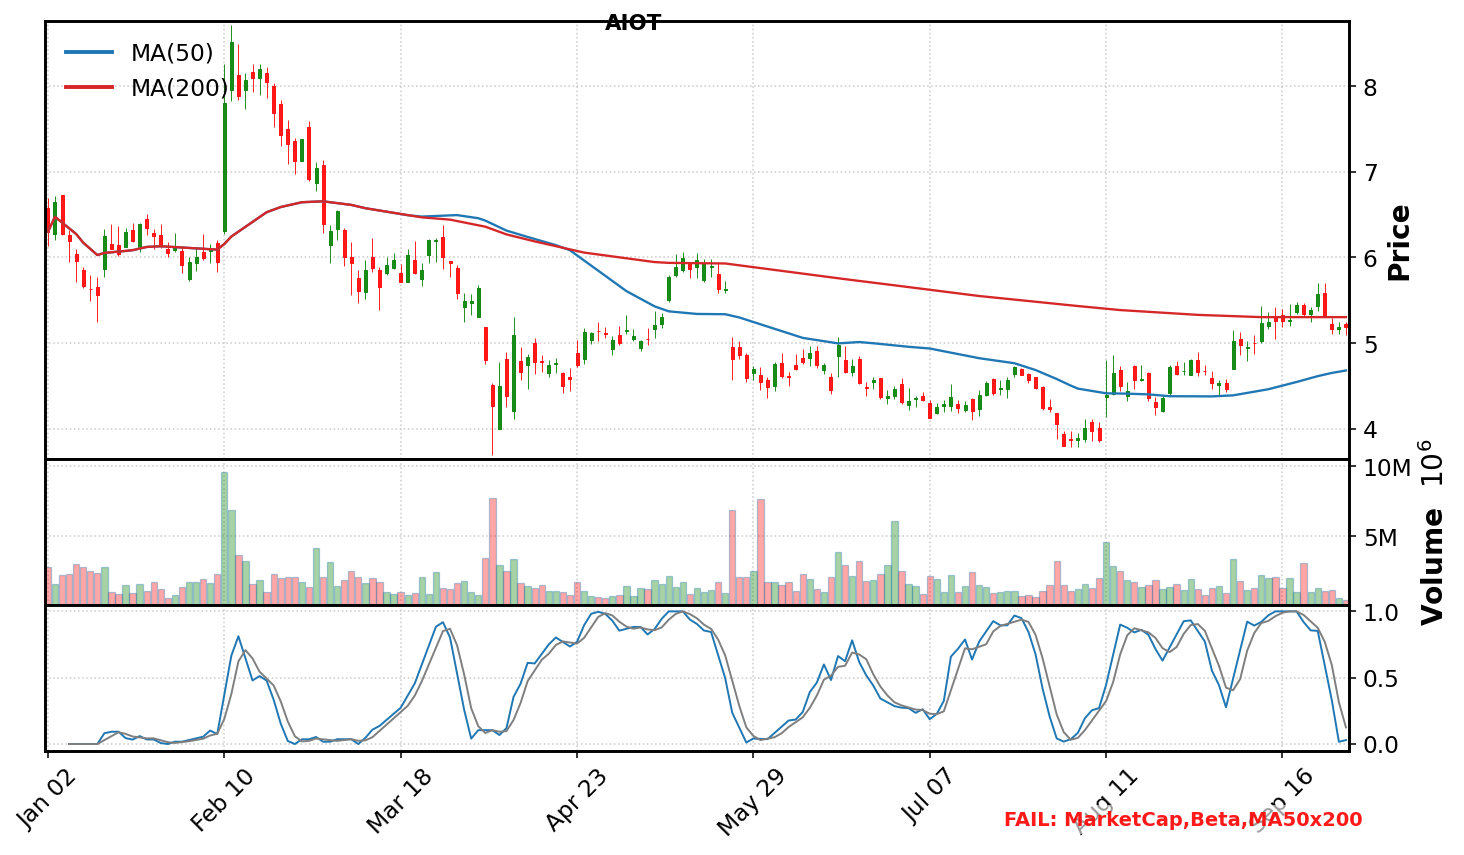 AIOT
MA(50)
MA(200)
8
7
6
5
4
Price
10M
5M
Volume 10^6
1.0
0.5
0.0
Jan 02
Feb 10
Mar 18
Apr 23
May 29
Jul 07
Aug 11
Sep 16
FAIL: MarketCap,Beta,MA50x200